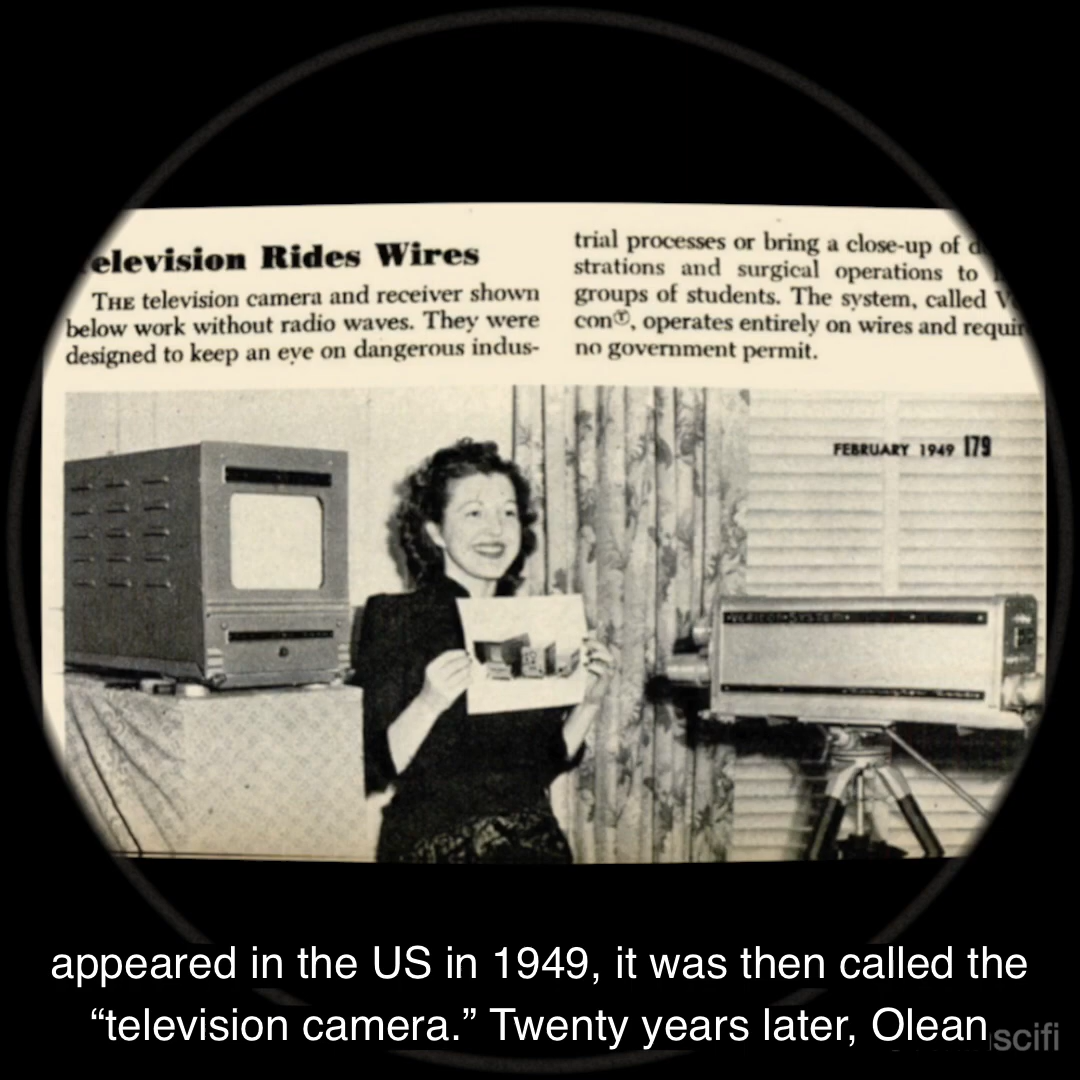 elevision Rides Wires
THE television camera and receiver shown
below work without radio waves. They were
designed to keep an eye on dangerous indus-
trial processes or bring a close-up of d
strations and surgical operations to
groups of students. The system, called V
con®, operates entirely on wires and requir
no government permit.
FEBRUARY 1949 179
appeared in the US in 1949, it was then called the
“television camera.” Twenty years later, Olean
scifi